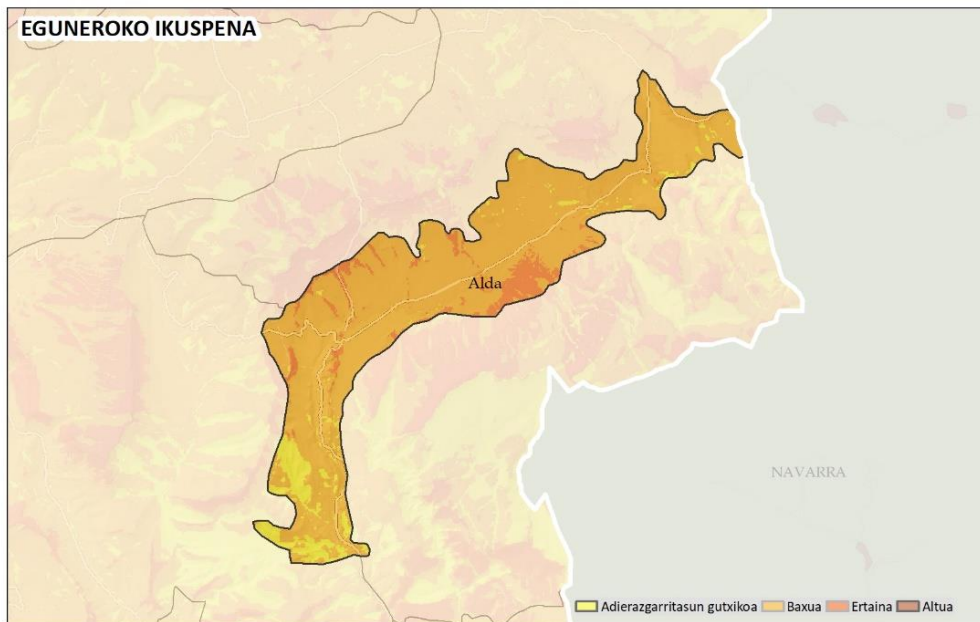 EGUNEROKO IKUSPENA
Alda
NAVARRA
Adierazgarritasun gutxikoa Baxua Ertaina Altua